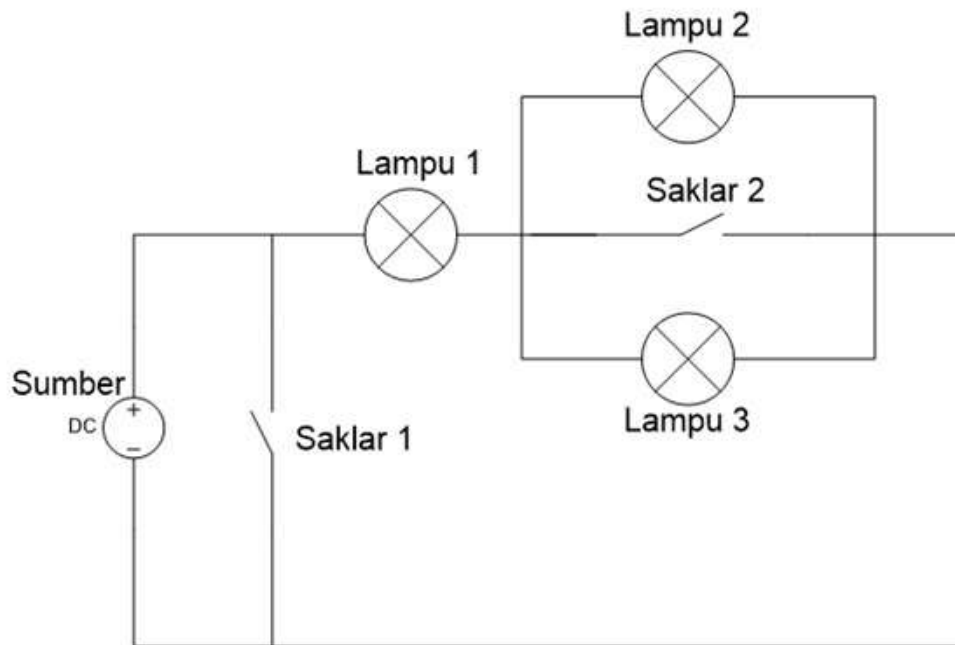 Lampu 2
Lampu 1
Saklar 2
Sumber
DC
+
−
Saklar 1
Lampu 3